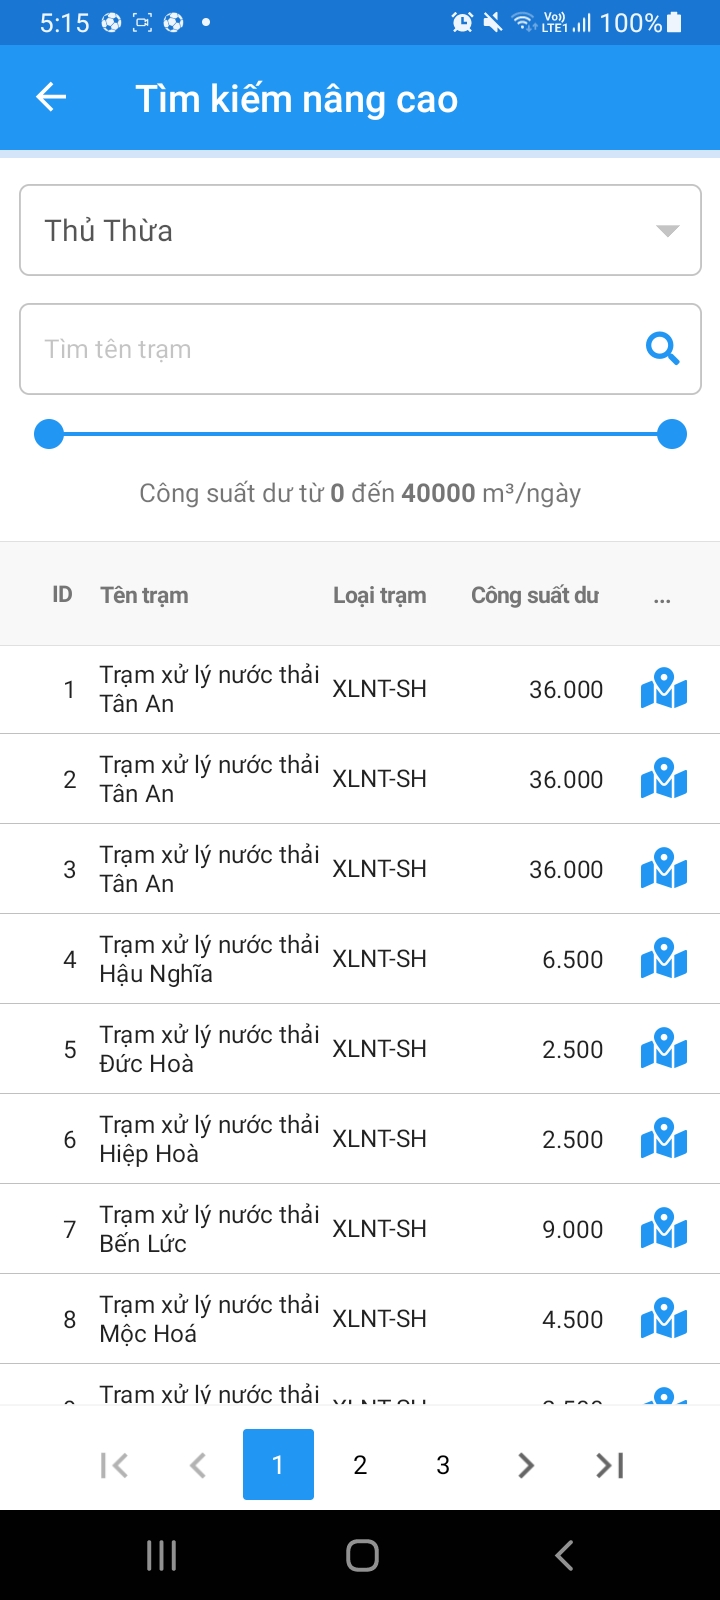 5:15 Vo)) LTE1 100%
Tìm kiếm nâng cao
Thủ Thừa
Tìm tên trạm
Công suất dư từ 0 đến 40000 m³/ngày
ID Tên trạm Loại trạm Công suất dư ...
1 Trạm xử lý nước thải XLNT-SH 36.000
Tân An
2 Trạm xử lý nước thải XLNT-SH 36.000
Tân An
3 Trạm xử lý nước thải XLNT-SH 36.000
Tân An
4 Trạm xử lý nước thải XLNT-SH 6.500
Hậu Nghĩa
5 Trạm xử lý nước thải XLNT-SH 2.500
Đức Hoà
6 Trạm xử lý nước thải XLNT-SH 2.500
Hiệp Hoà
7 Trạm xử lý nước thải XLNT-SH 9.000
Bến Lức
8 Trạm xử lý nước thải XLNT-SH 4.500
Mộc Hoá
Trạm xử lý nước thải XLNT-SH
1 2 3